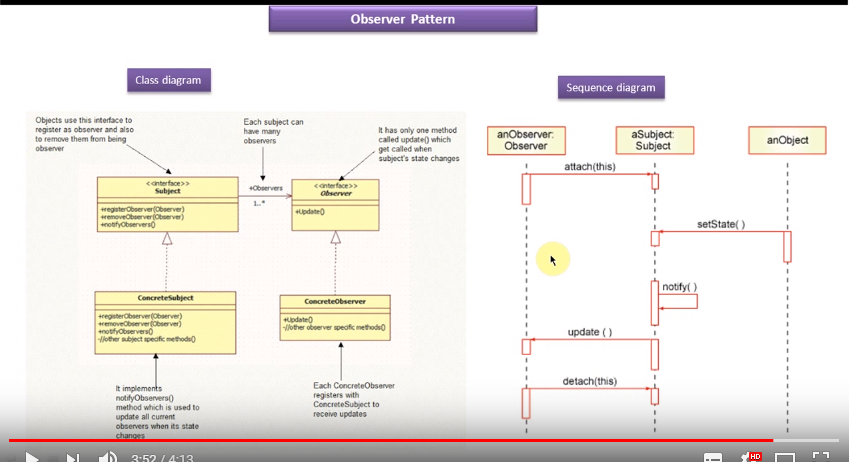 Observer Pattern
Class diagram
Sequence diagram
Objects use this interface to
register as observer and also
to remove them from being
observer
Each subject can
have many
observers
It has only one method
called update() which
get called when
subject's state changes
<<interface>>
Subject
+registerObserver(Observer)
+removeObserver(Observer)
+notifyObservers()
+Observers
1..*
<<interface>>
Observer
+Update()
ConcreteSubject
+registerObserver(Observer)
+removeObserver(Observer)
+notifyObservers()
-//other subject specific methods()
ConcreteObserver
+Update()
-//other observer specific methods()
It implements
notifyObservers()
method which is used to
update all current
observers when its state
changes
Each ConcreteObserver
registers with
ConcreteSubject to
receive updates
anObserver:
Observer
aSubject:
Subject
anObject
attach(this)
setState( )
notify( )
update ( )
detach(this)
3:52 / 4:13
HD